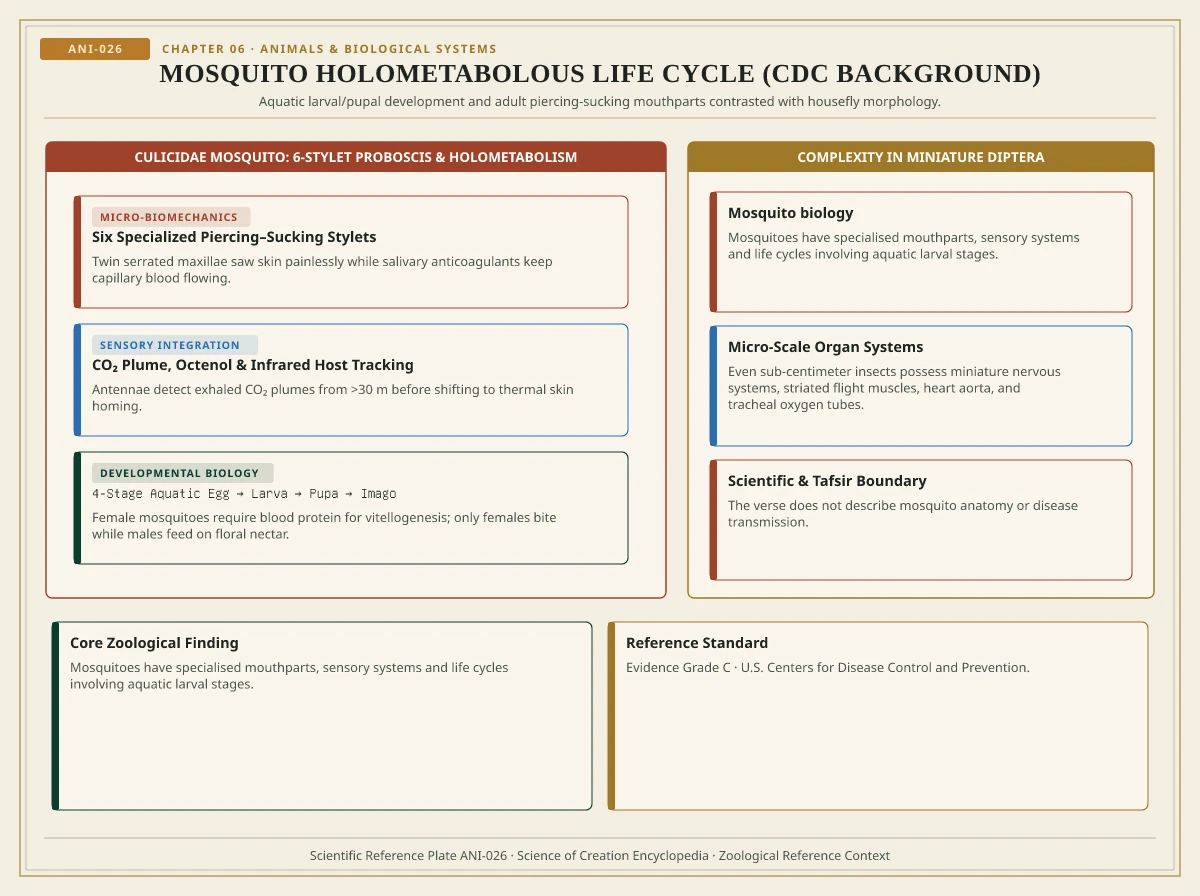 ANI-026
CHAPTER 06 · ANIMALS & BIOLOGICAL SYSTEMS
MOSQUITO HOLOMETABOLOUS LIFE CYCLE (CDC BACKGROUND)
Aquatic larval/pupal development and adult piercing-sucking mouthparts contrasted with housefly morphology.
CULICIDAE MOSQUITO: 6-STYLET PROBOSCIS & HOLOMETABOLISM
MICRO-BIOMECHANICS
Six Specialized Piercing–Sucking Stylets
Twin serrated maxillae saw skin painlessly while salivary anticoagulants keep
capillary blood flowing.
SENSORY INTEGRATION
CO₂ Plume, Octenol & Infrared Host Tracking
Antennae detect exhaled CO₂ plumes from >30 m before shifting to thermal skin
homing.
DEVELOPMENTAL BIOLOGY
4-Stage Aquatic Egg → Larva → Pupa → Imago
Female mosquitoes require blood protein for vitellogenesis; only females bite
while males feed on floral nectar.
COMPLEXITY IN MINIATURE DIPTERA
Mosquito biology
Mosquitoes have specialised mouthparts, sensory systems
and life cycles involving aquatic larval stages.
Micro-Scale Organ Systems
Even sub-centimeter insects possess miniature nervous
systems, striated flight muscles, heart aorta, and
tracheal oxygen tubes.
Scientific & Tafsir Boundary
The verse does not describe mosquito anatomy or disease
transmission.
Core Zoological Finding
Mosquitoes have specialised mouthparts, sensory systems and life cycles
involving aquatic larval stages.
Reference Standard
Evidence Grade C · U.S. Centers for Disease Control and Prevention.
Scientific Reference Plate ANI-026 · Science of Creation Encyclopedia · Zoological Reference Context